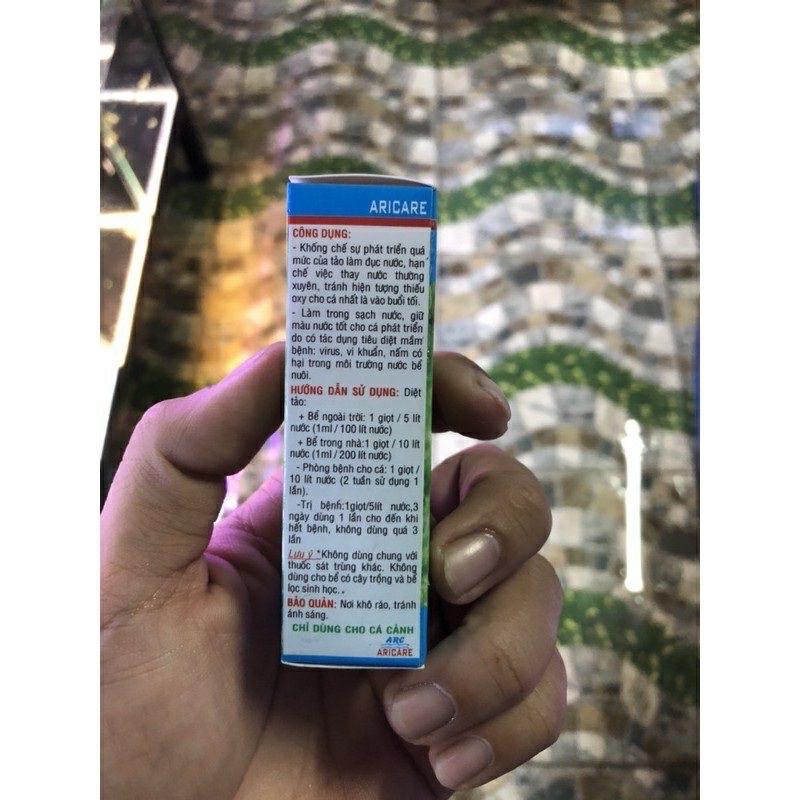 ARICARE
CÔNG DỤNG:
- Khống chế sự phát triển quá
mức của tảo làm đục nước, hạn
chế việc thay nước thường
xuyên, tránh hiện tượng thiếu
oxy cho cá nhất là vào buổi tối.
- Làm trong sạch nước, giữ
màu nước tốt cho cá phát triển
do có tác dụng tiêu diệt mầm
bệnh: virus, vi khuẩn, nấm có
hại trong môi trường nước bể
nuôi.
HƯỚNG DẪN SỬ DỤNG: Diệt
tảo:
+ Bể ngoài trời: 1 giọt / 5 lít
nước (1ml / 100 lít nước)
+ Bể trong nhà:1 giọt / 10 lít
nước (1ml / 200 lít nước)
- Phòng bệnh cho cá: 1 giọt /
10 lít nước (2 tuần sử dụng 1
lần).
-Trị bệnh:1giọt/5lít nước,3
ngày dùng 1 lần cho đến khi
hết bệnh, không dùng quá 3
lần
Lưu ý *Không dùng chung với
thuốc sát trùng khác. Không
dùng cho bể có cây trồng và bể
lọc sinh học..
BẢO QUẢN: Nơi khô ráo, tránh
ánh sáng.
CHỈ DÙNG CHO CÁ CẢNH
ARC
ARICARE